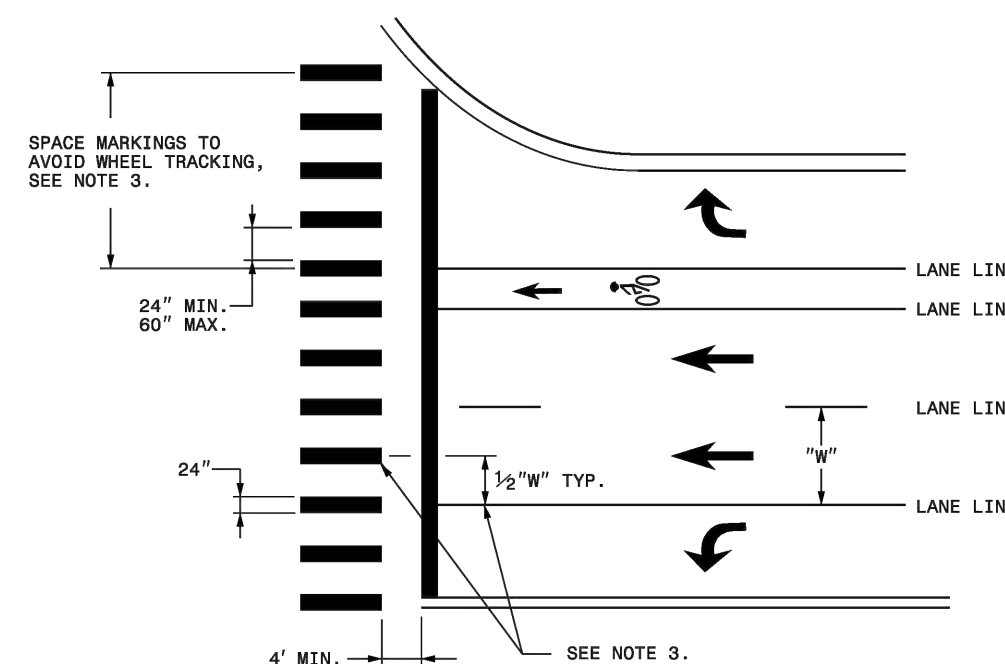 SPACE MARKINGS TO
AVOID WHEEL TRACKING,
SEE NOTE 3.
24" MIN.
60" MAX.
LANE LIN
LANE LIN
LANE LIN
"W"
24"
1/2"W" TYP.
LANE LIN
4' MIN.
SEE NOTE 3.